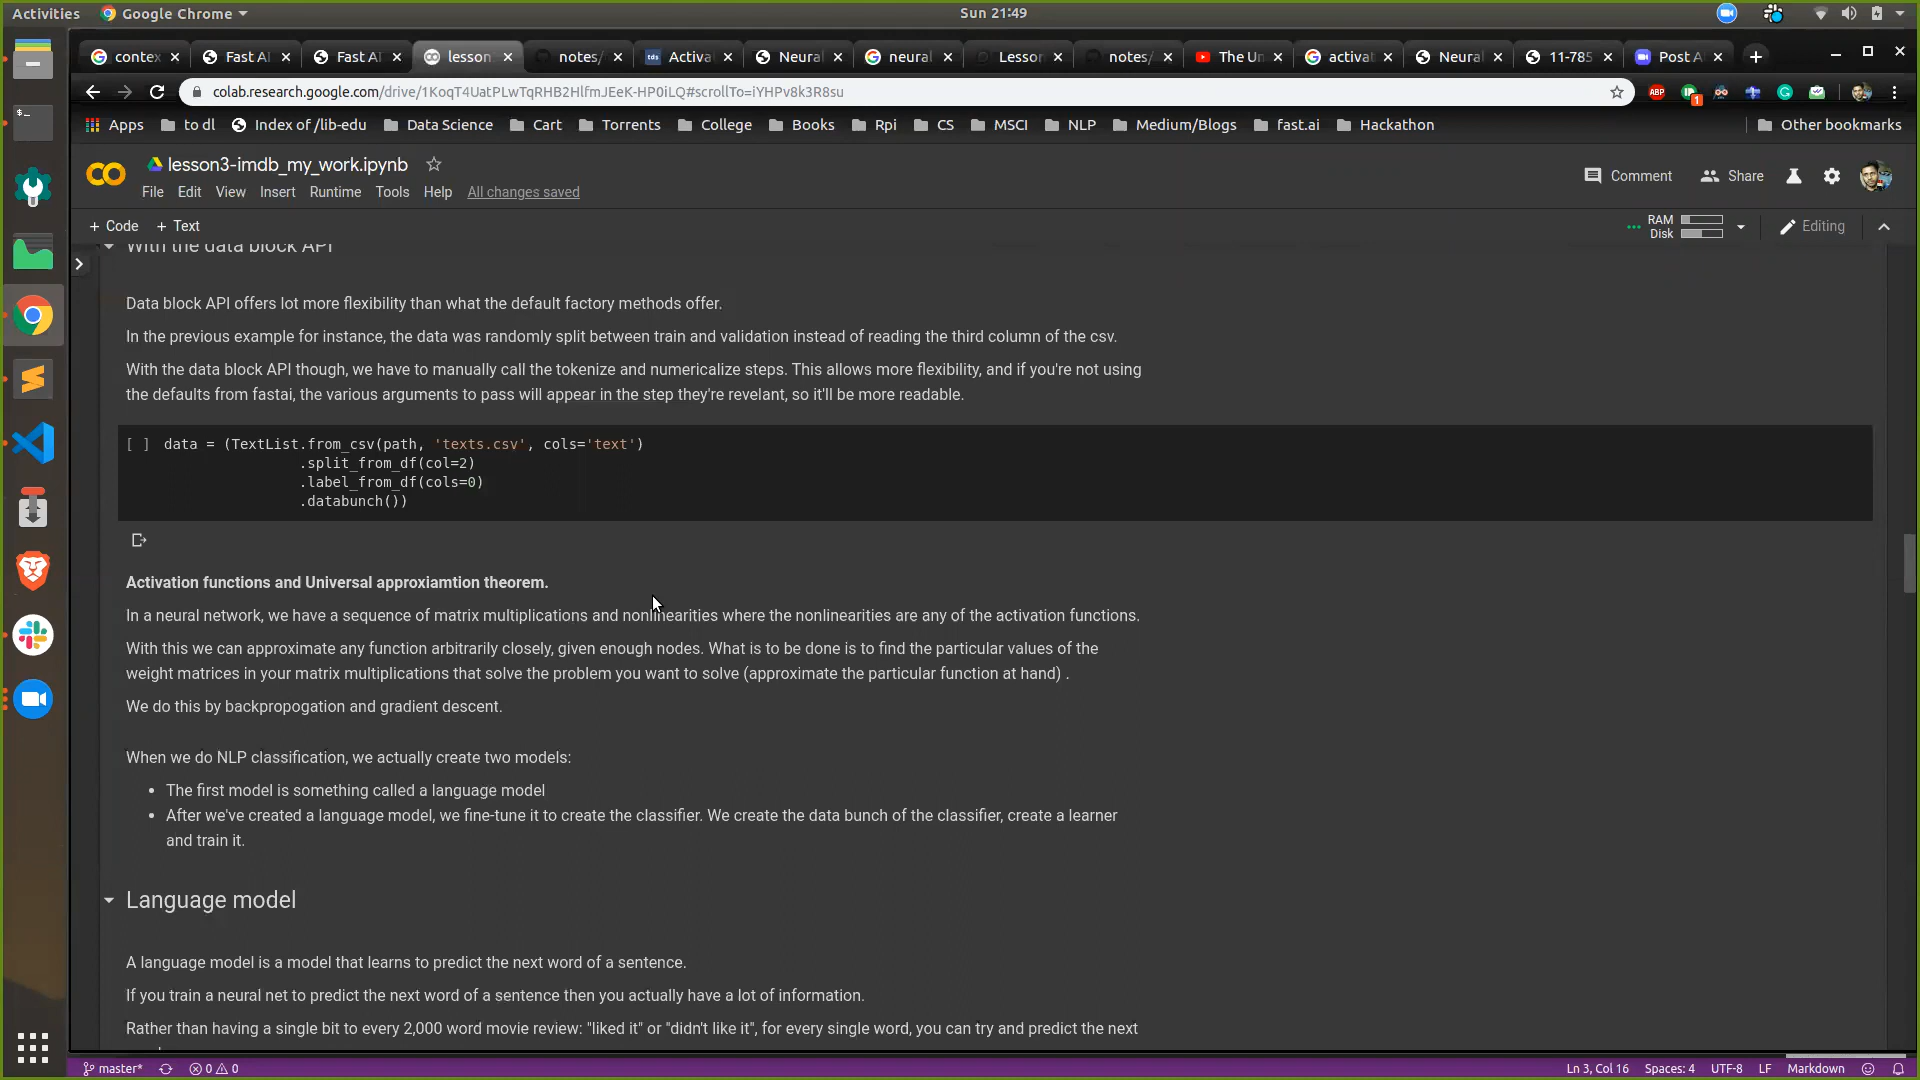 Activities Google Chrome Sun 21:49
contex Fast AI Fast AI lesson notes/ Activa Neural neural Lesson notes/ The Un activat Neural 11-785 Post A
colab.research.google.com/drive/1KoqT4UatPLwTqRHB2HlfmJEeK-HP0iLQ#scrollTo=iYHPv8k3R8su ABP 1
Apps to dl Index of /lib-edu Data Science Cart Torrents College Books Rpi CS MSCI NLP Medium/Blogs fast.ai Hackathon Other bookmarks
lesson3-imdb_my_work.ipynb
Comment Share
File Edit View Insert Runtime Tools Help All changes saved
+ Code + Text RAM Disk Editing
With the data block API
Data block API offers lot more flexibility than what the default factory methods offer.
In the previous example for instance, the data was randomly split between train and validation instead of reading the third column of the csv.
With the data block API though, we have to manually call the tokenize and numericalize steps. This allows more flexibility, and if you're not using
the defaults from fastai, the various arguments to pass will appear in the step they're revelant, so it'll be more readable.
[ ] data = (TextList.from_csv(path, 'texts.csv', cols='text')
.split_from_df(col=2)
.label_from_df(cols=0)
.databunch())
Activation functions and Universal approxiamtion theorem.
In a neural network, we have a sequence of matrix multiplications and nonlinearities where the nonlinearities are any of the activation functions.
With this we can approximate any function arbitrarily closely, given enough nodes. What is to be done is to find the particular values of the
weight matrices in your matrix multiplications that solve the problem you want to solve (approximate the particular function at hand) .
We do this by backpropogation and gradient descent.
When we do NLP classification, we actually create two models:
• The first model is something called a language model
• After we've created a language model, we fine-tune it to create the classifier. We create the data bunch of the classifier, create a learner
and train it.
Language model
A language model is a model that learns to predict the next word of a sentence.
If you train a neural net to predict the next word of a sentence then you actually have a lot of information.
Rather than having a single bit to every 2,000 word movie review: "liked it" or "didn't like it", for every single word, you can try and predict the next
master* 0 0 Ln 3, Col 16 Spaces: 4 UTF-8 LF Markdown